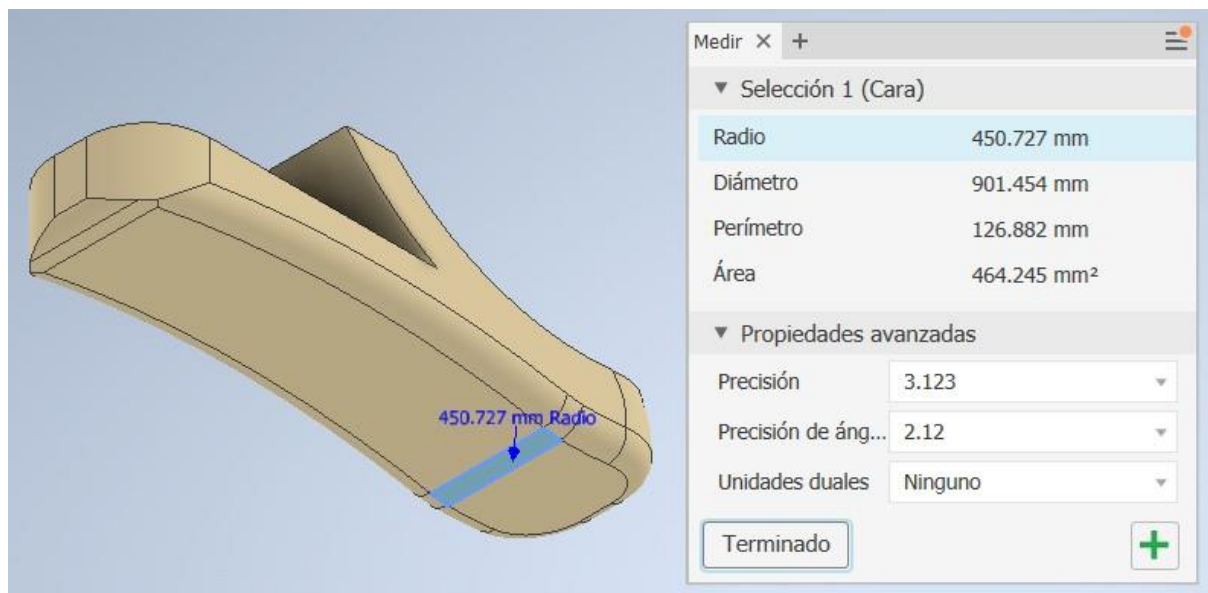 Medir × +
▼ Selección 1 (Cara)
Radio 450.727 mm
Diámetro 901.454 mm
Perímetro 126.882 mm
Área 464.245 mm²
▼ Propiedades avanzadas
Precisión 3.123
Precisión de áng... 2.12
Unidades duales Ninguno
Terminado +
450.727 mm Radio